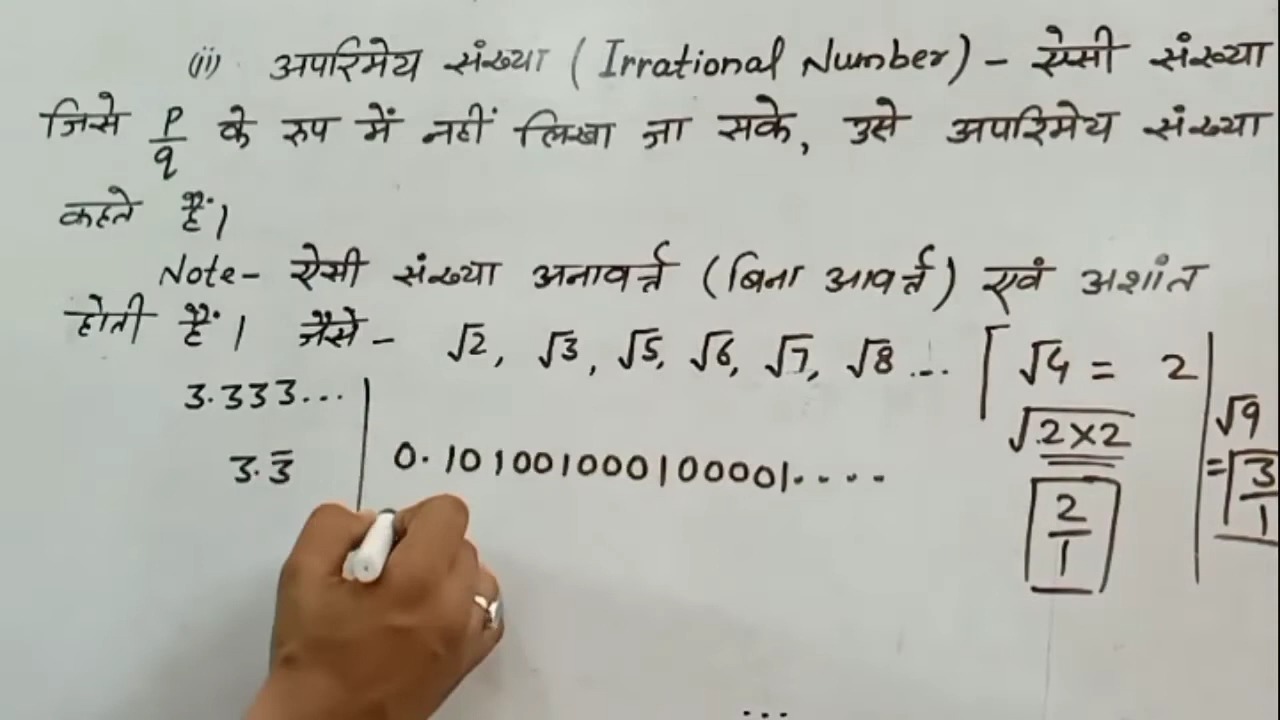 (ii) अपरिमेय संख्या (Irrational Number) - ऐसी संख्या
जिसे p/q के रुप में नहीं लिखा जा सके, उसे अपरिमेय संख्या
कहते हैं।
Note- ऐसी संख्या अनावर्त्त (बिना आवर्त्त) एवं अशांत
होती हैं। जैसे - √2, √3, √5, √6, √7, √8 ...
√4 = 2
√2×2
2/1
√9
= 3/1
3.333...
3.3̅
0.101001000100001....
...